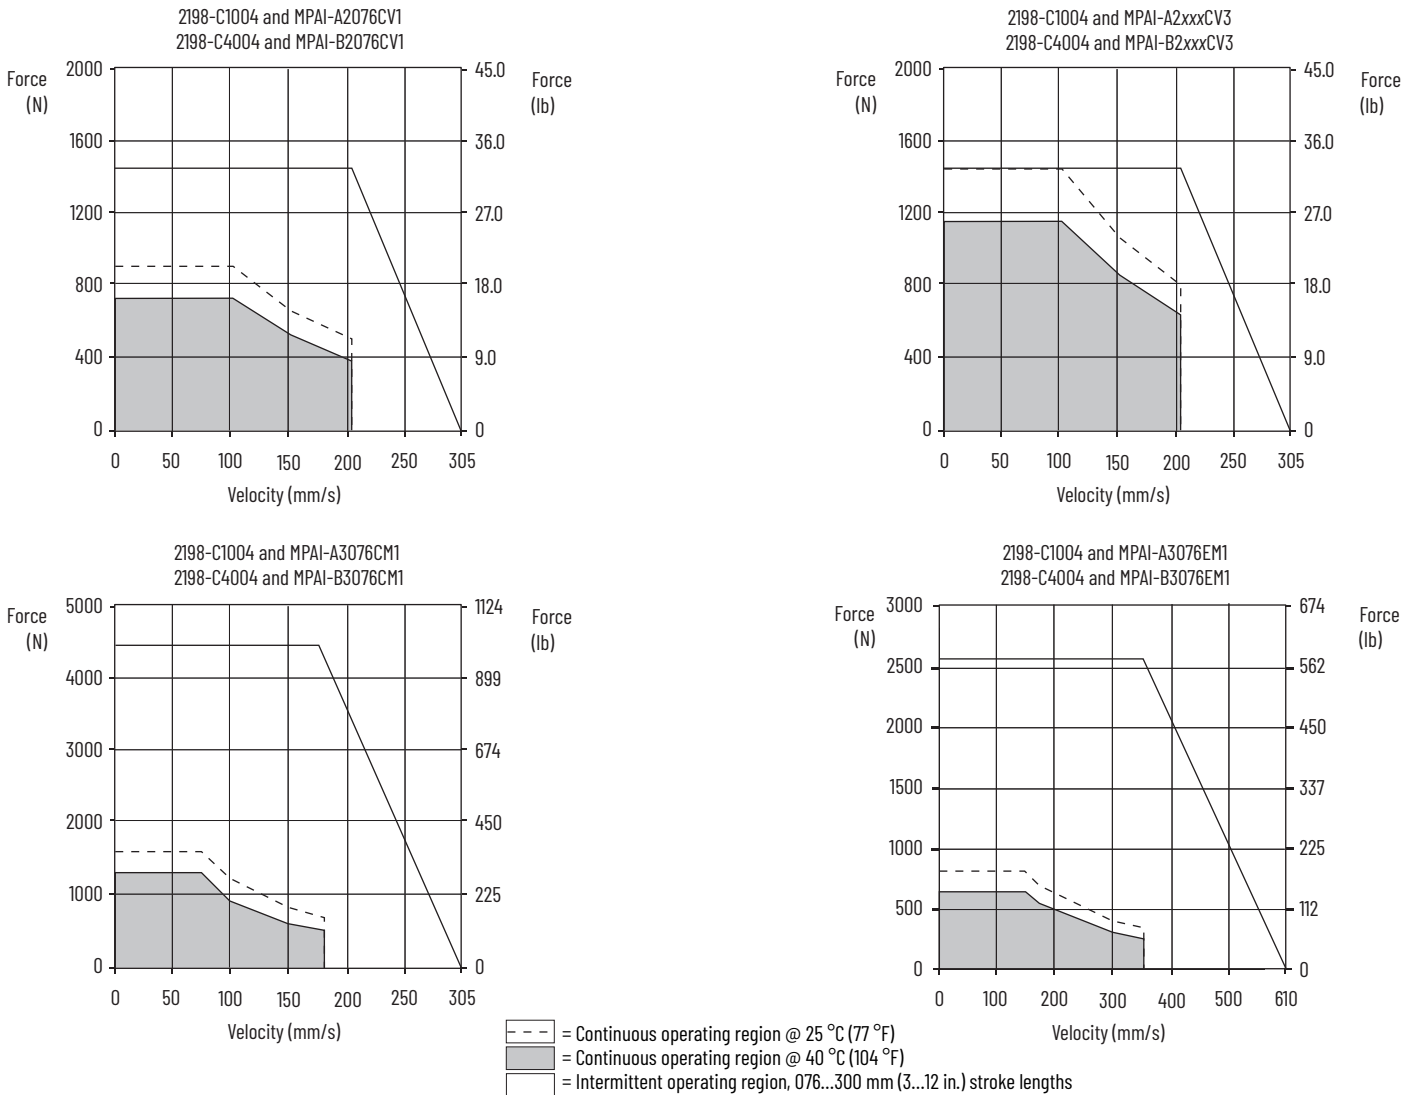 2198-C1004 and MPAI-A2076CV1
2198-C4004 and MPAI-B2076CV1
Force
(N)
2000
1600
1200
800
400
0
45.0
36.0
27.0
18.0
9.0
0
Force
(lb)
0 50 100 150 200 250 305
Velocity (mm/s)
2198-C1004 and MPAI-A2xxxCV3
2198-C4004 and MPAI-B2xxxCV3
Force
(N)
2000
1600
1200
800
400
0
45.0
36.0
27.0
18.0
9.0
0
Force
(lb)
0 50 100 150 200 250 305
Velocity (mm/s)
2198-C1004 and MPAI-A3076CM1
2198-C4004 and MPAI-B3076CM1
Force
(N)
5000
4000
3000
2000
1000
0
1124
899
674
450
225
0
Force
(lb)
0 50 100 150 200 250 305
Velocity (mm/s)
2198-C1004 and MPAI-A3076EM1
2198-C4004 and MPAI-B3076EM1
Force
(N)
3000
2500
2000
1500
1000
500
0
674
562
450
337
225
112
0
Force
(lb)
0 100 200 300 400 500 610
Velocity (mm/s)
= Continuous operating region @ 25 °C (77 °F)
= Continuous operating region @ 40 °C (104 °F)
= Intermittent operating region, 076...300 mm (3...12 in.) stroke lengths